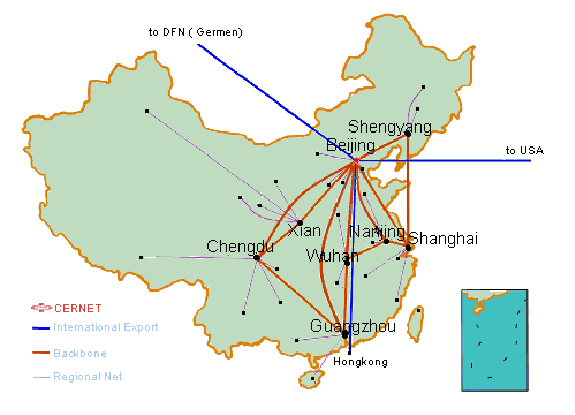 to DFN ( Germen)
Shengyang
Beijing
to USA
Xian
Nanjing
Shanghai
Chengdu
Wuhan
Guangzhou
Hongkong
CERNET
International Export
Backbone
Regional Net